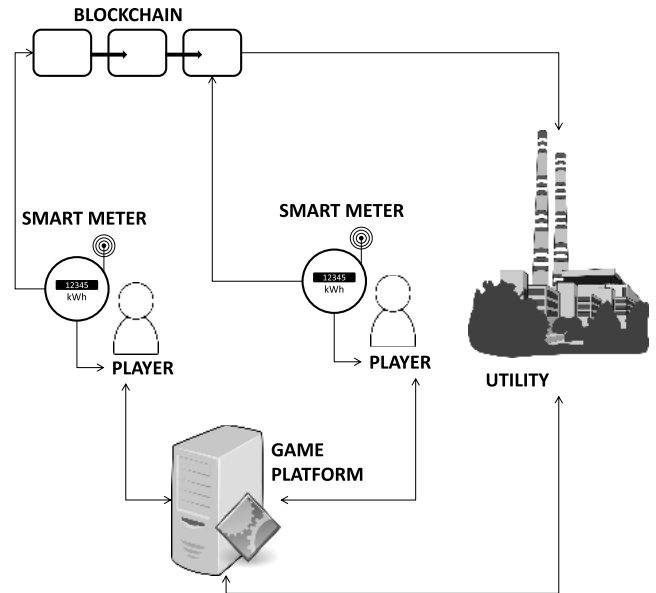 BLOCKCHAIN
SMART METER
12345
kWh
PLAYER
SMART METER
12345
kWh
PLAYER
UTILITY
GAME
PLATFORM